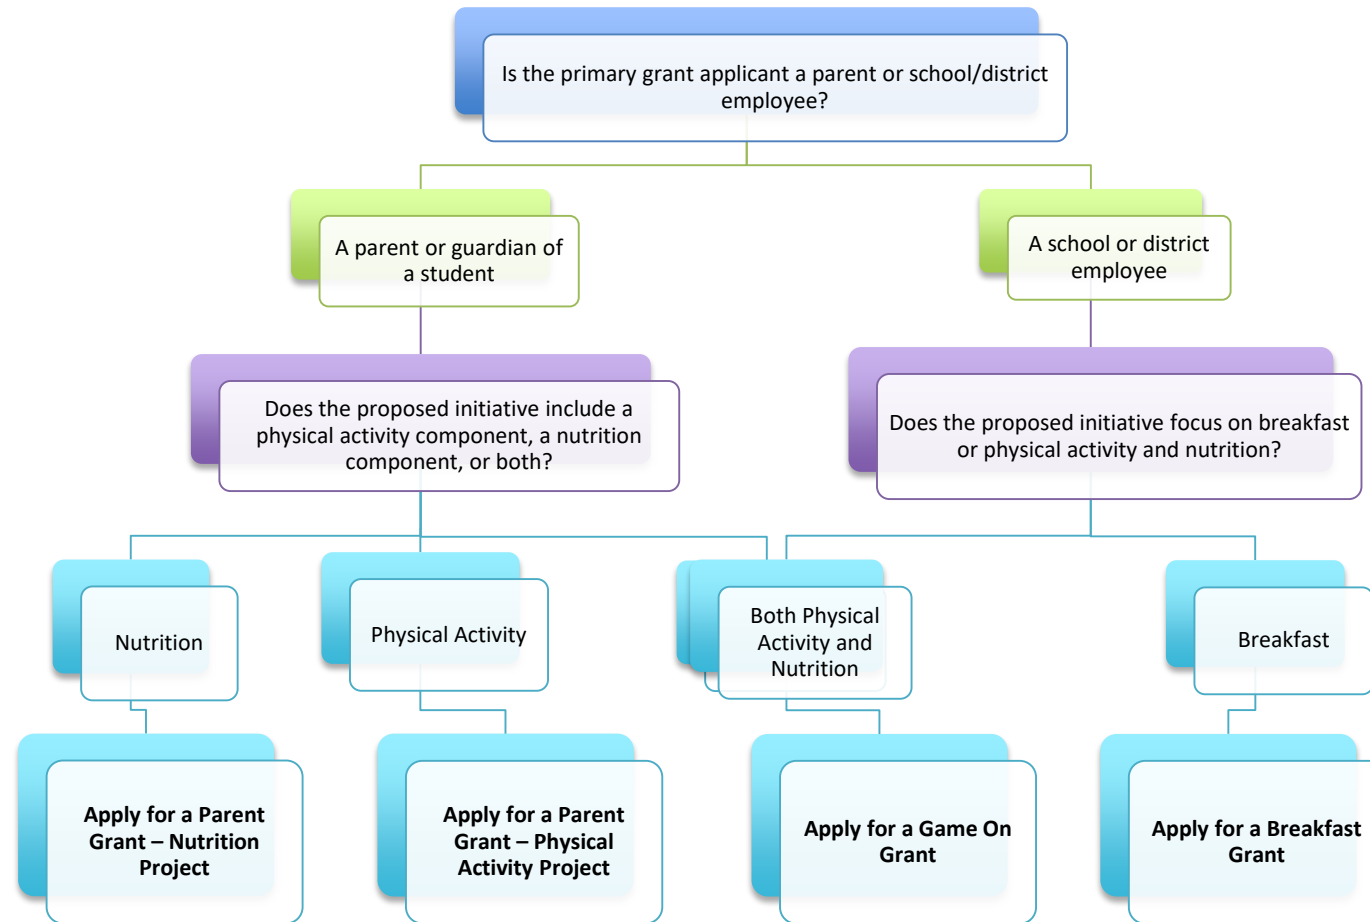 Is the primary grant applicant a parent or school/district
employee?
A parent or guardian of
a student
A school or district
employee
Does the proposed initiative include a
physical activity component, a nutrition
component, or both?
Does the proposed initiative focus on breakfast
or physical activity and nutrition?
Nutrition
Physical Activity
Both Physical
Activity and
Nutrition
Breakfast
Apply for a Parent
Grant – Nutrition
Project
Apply for a Parent
Grant – Physical
Activity Project
Apply for a Game On
Grant
Apply for a Breakfast
Grant